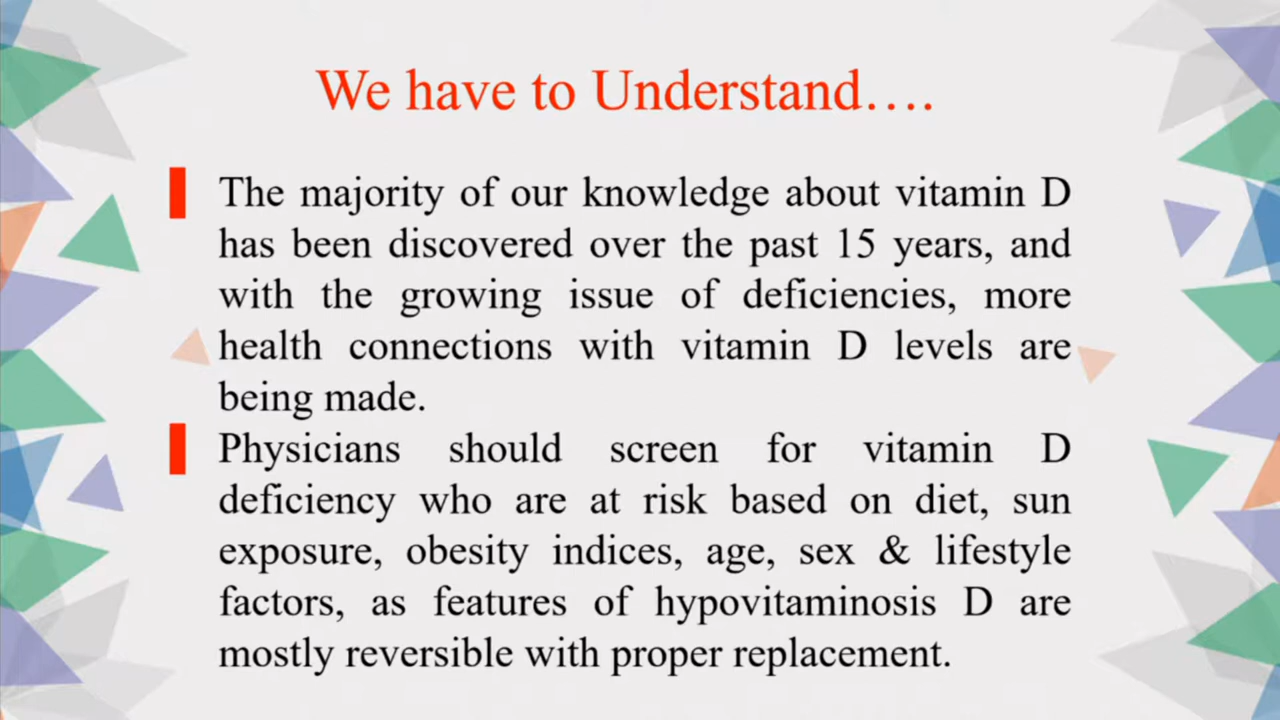 We have to Understand....
The majority of our knowledge about vitamin D
has been discovered over the past 15 years, and
with the growing issue of deficiencies, more
health connections with vitamin D levels are
being made.
Physicians should screen for vitamin D
deficiency who are at risk based on diet, sun
exposure, obesity indices, age, sex & lifestyle
factors, as features of hypovitaminosis D are
mostly reversible with proper replacement.